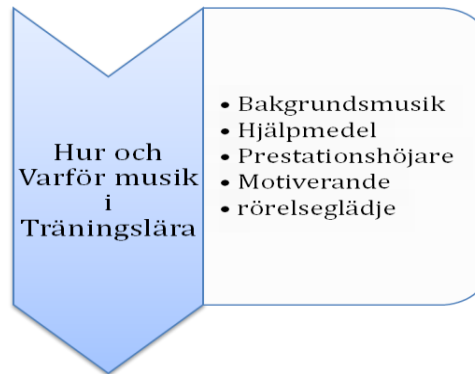 Hur och
Varför musik
i
Träningslära
• Bakgrundsmusik
• Hjälpmedel
• Prestationshöjare
• Motiverande
• rörelseglädje